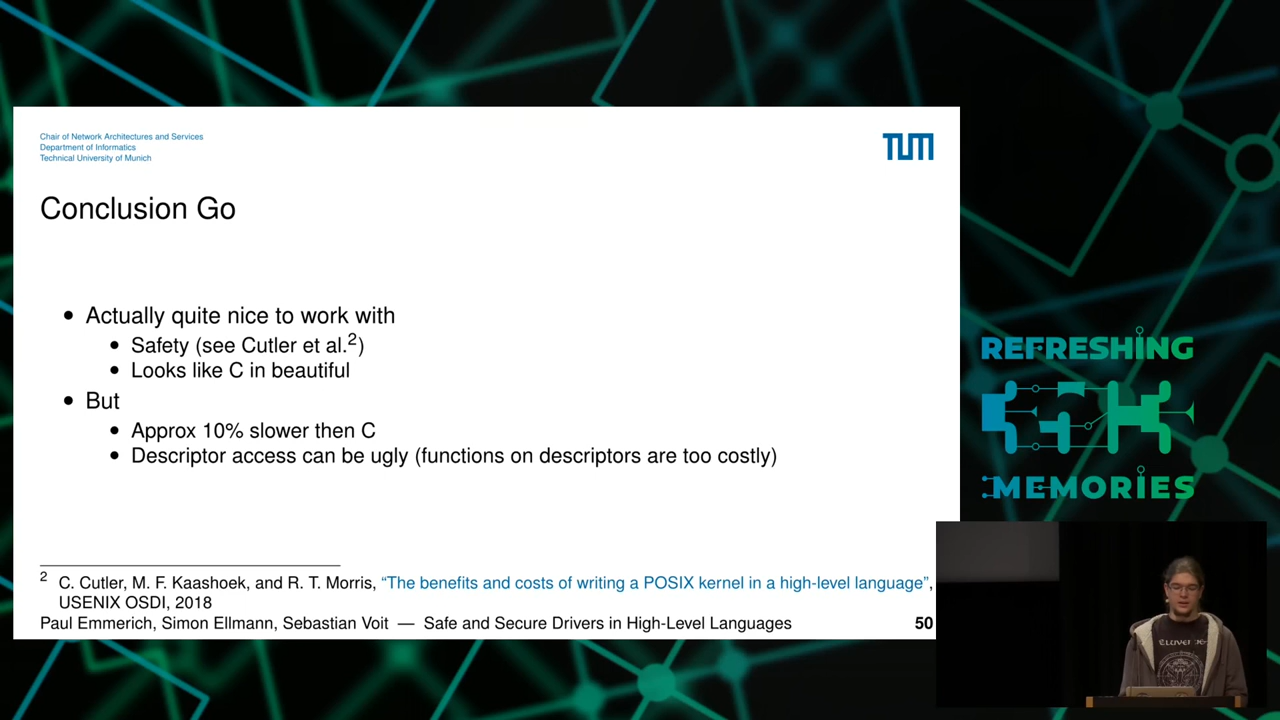 Chair of Network Architectures and Services
Department of Informatics
Technical University of Munich
TUM
Conclusion Go
• Actually quite nice to work with
• Safety (see Cutler et al.2)
• Looks like C in beautiful
• But
• Approx 10% slower then C
• Descriptor access can be ugly (functions on descriptors are too costly)
2 C. Cutler, M. F. Kaashoek, and R. T. Morris, “The benefits and costs of writing a POSIX kernel in a high-level language”,
USENIX OSDI, 2018
Paul Emmerich, Simon Ellmann, Sebastian Voit — Safe and Secure Drivers in High-Level Languages 50
REFRESHING
MEMORIES